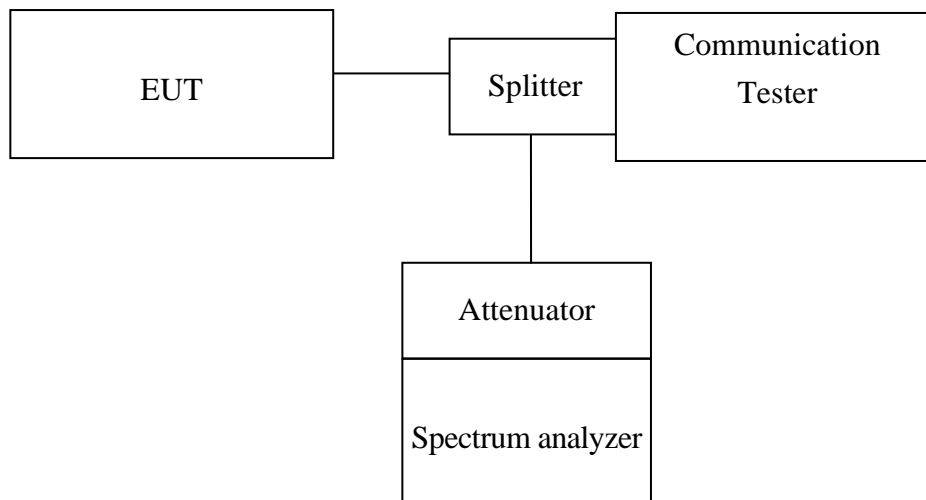 EUT
Splitter
Communication
Tester
Attenuator
Spectrum analyzer